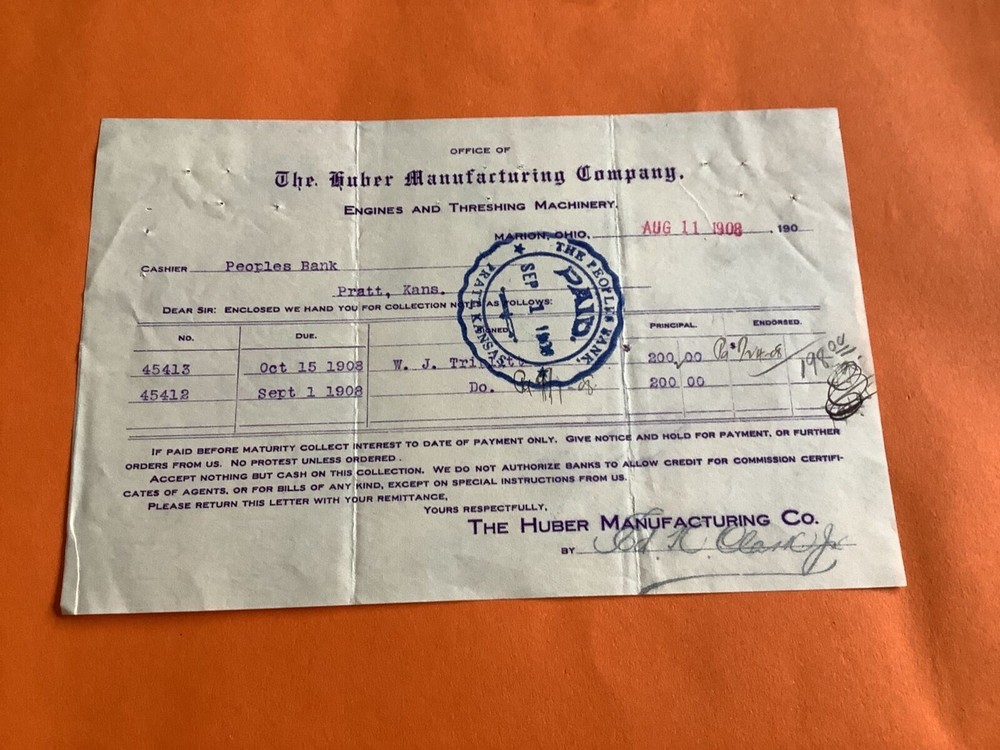 OFFICE OF
The Huber Manufacturing Company.
ENGINES AND THRESHING MACHINERY.
MARION, OHIO, AUG 11 1908 , 190
CASHIER Peoples Bank
Pratt, Kans.
DEAR SIR: ENCLOSED WE HAND YOU FOR COLLECTION NOTES AS FOLLOWS:
NO. DUE. SIGNED. PRINCIPAL. ENDORSED.
45413 Oct 15 1908 W. J. 200 00 198 00
45412 Sept 1 1908 Do. 200 00
THE PEOPLES BANK,
PAID
SEP 1 1908
PRATT KANSAS
IF PAID BEFORE MATURITY COLLECT INTEREST TO DATE OF PAYMENT ONLY. GIVE NOTICE AND HOLD FOR PAYMENT, OR FURTHER
ORDERS FROM US. NO PROTEST UNLESS ORDERED.
ACCEPT NOTHING BUT CASH ON THIS COLLECTION. WE DO NOT AUTHORIZE BANKS TO ALLOW CREDIT FOR COMMISSION CERTIFI-
CATES OF AGENTS, OR FOR BILLS OF ANY KIND, EXCEPT ON SPECIAL INSTRUCTIONS FROM US.
PLEASE RETURN THIS LETTER WITH YOUR REMITTANCE,
YOURS RESPECTFULLY,
THE HUBER MANUFACTURING CO.
BY